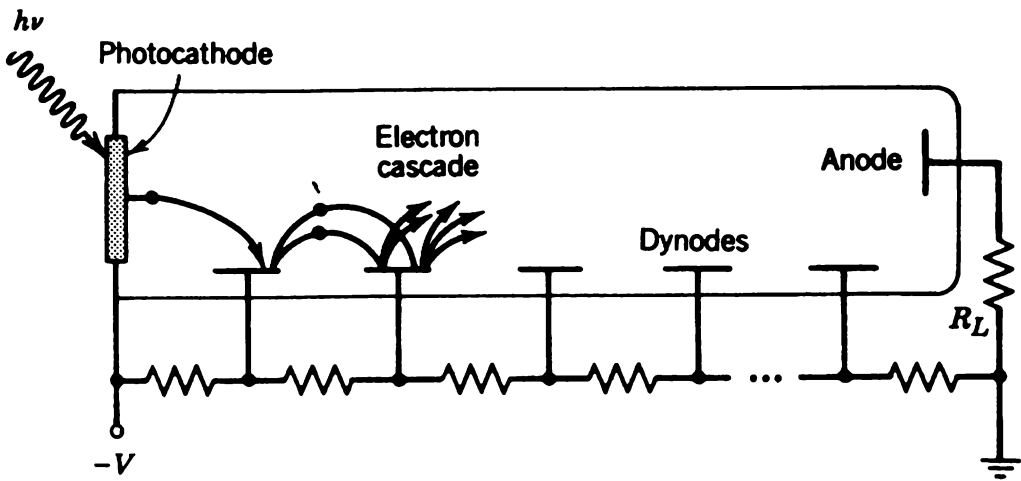 hν
Photocathode
Electron
cascade
Anode
Dynodes
R_L
...
−V